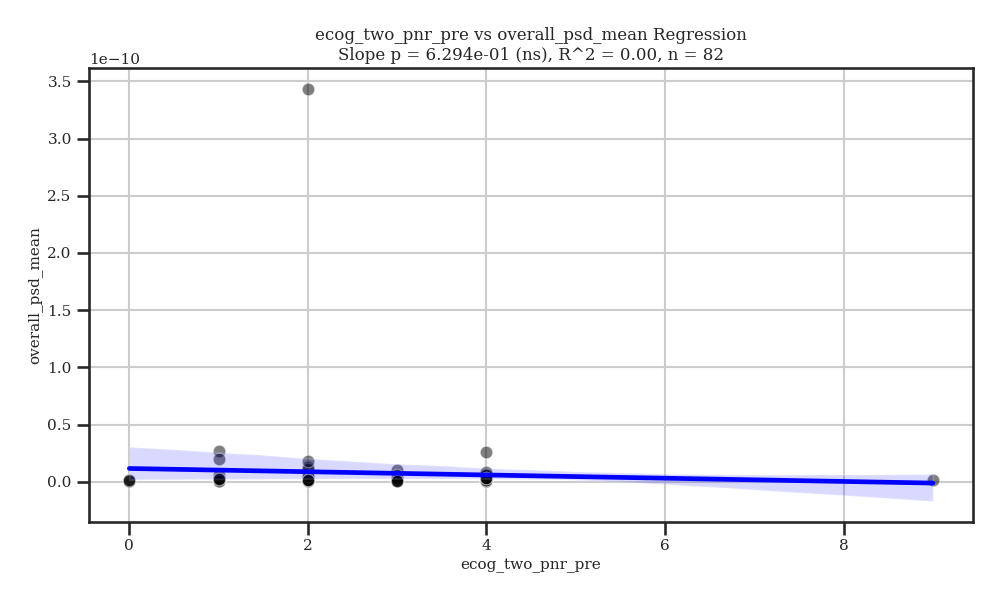 ecog_two_pnr_pre vs overall_psd_mean Regression
Slope p = 6.294e-01 (ns), R^2 = 0.00, n = 82
1e−10
3.5
3.0
2.5
2.0
1.5
1.0
0.5
0.0
overall_psd_mean
0 2 4 6 8
ecog_two_pnr_pre